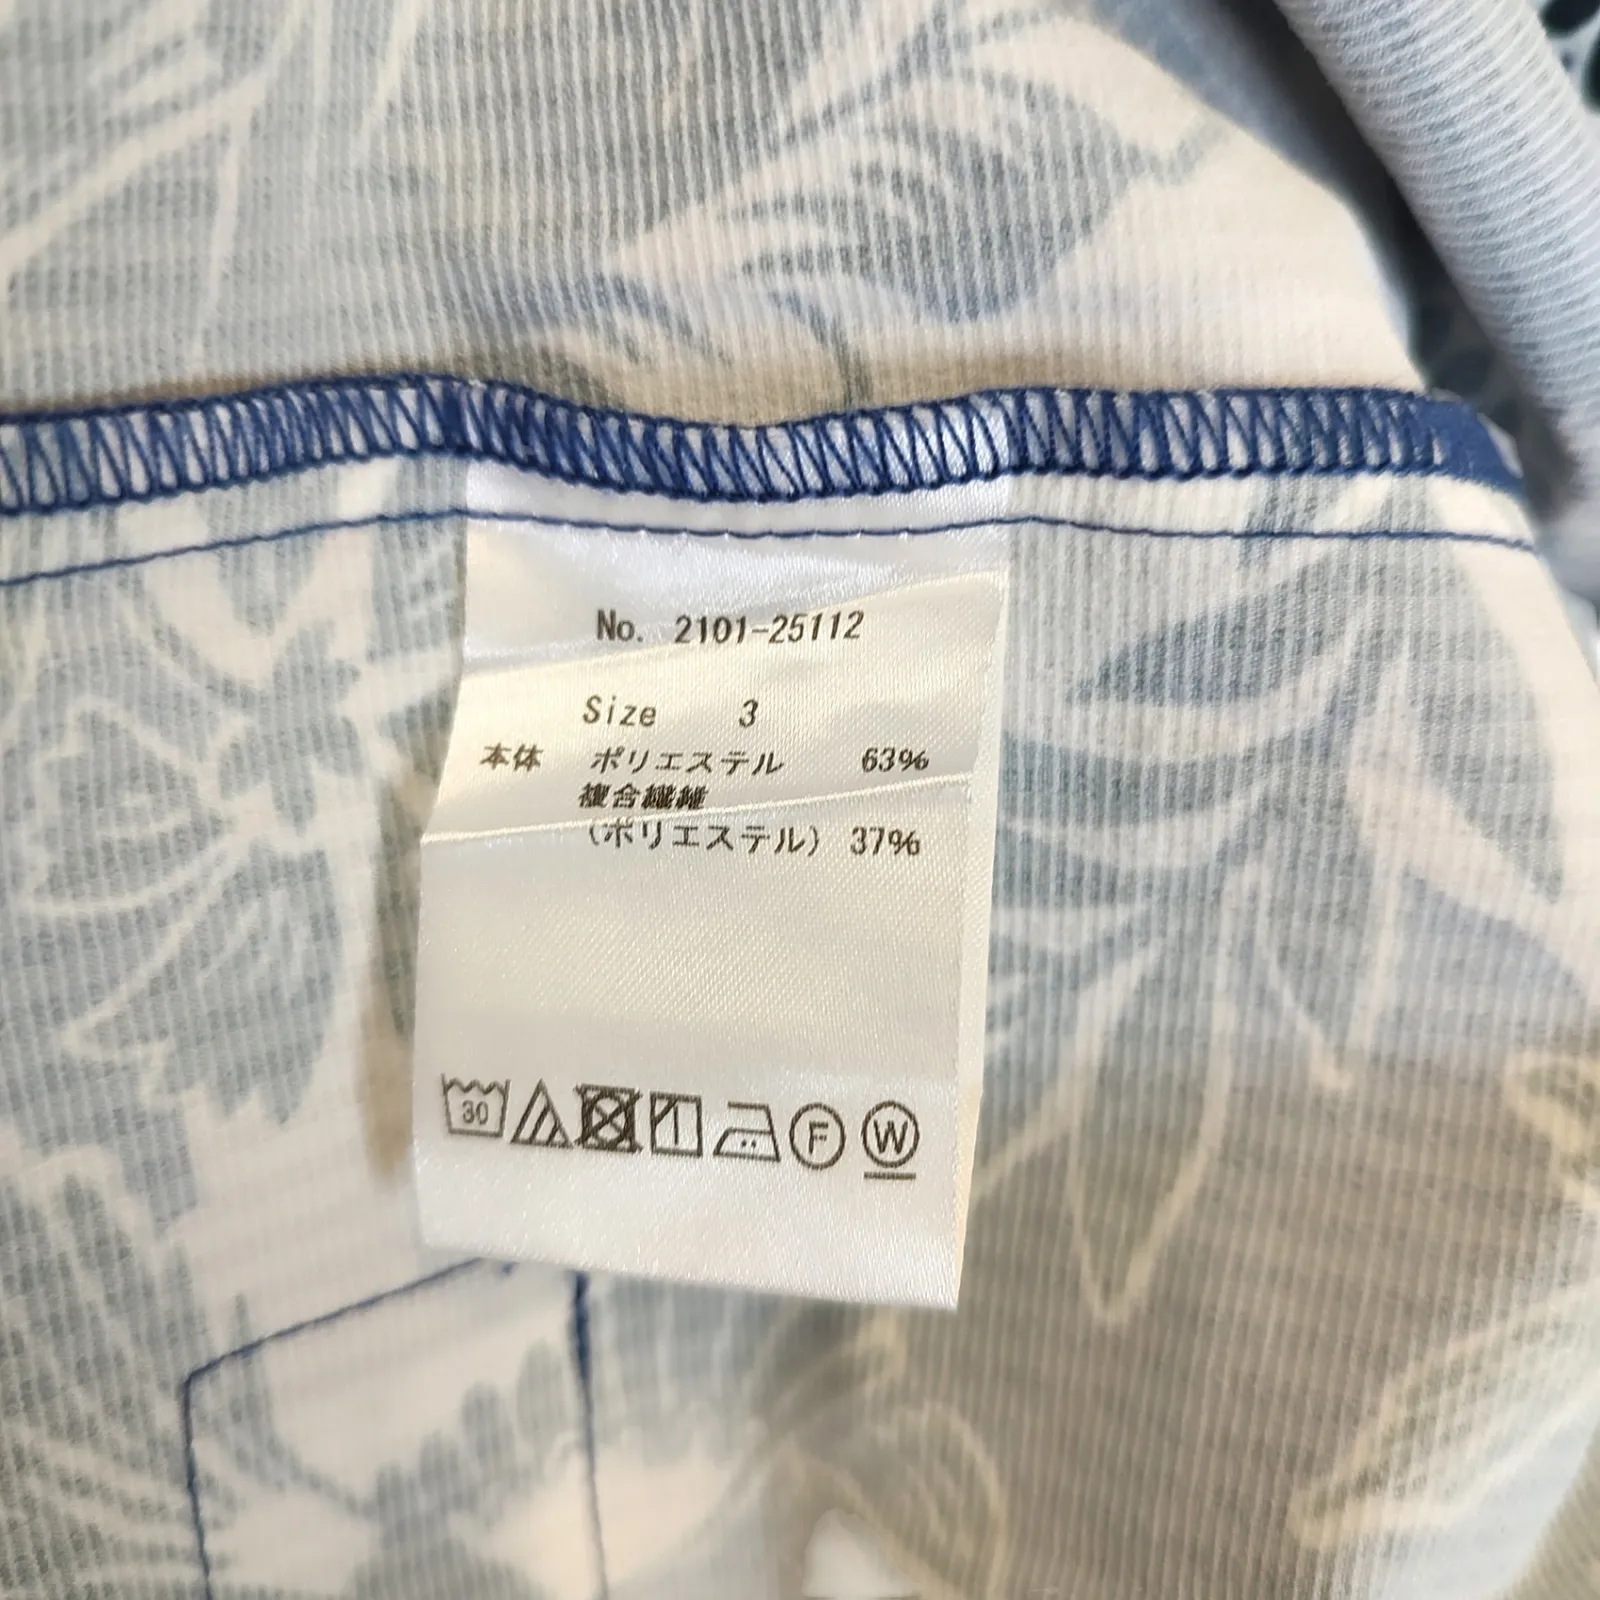 No. 2101-25112
Size 3
本体 ポリエステル 63%
複合繊維
(ポリエステル) 37%
30 F W